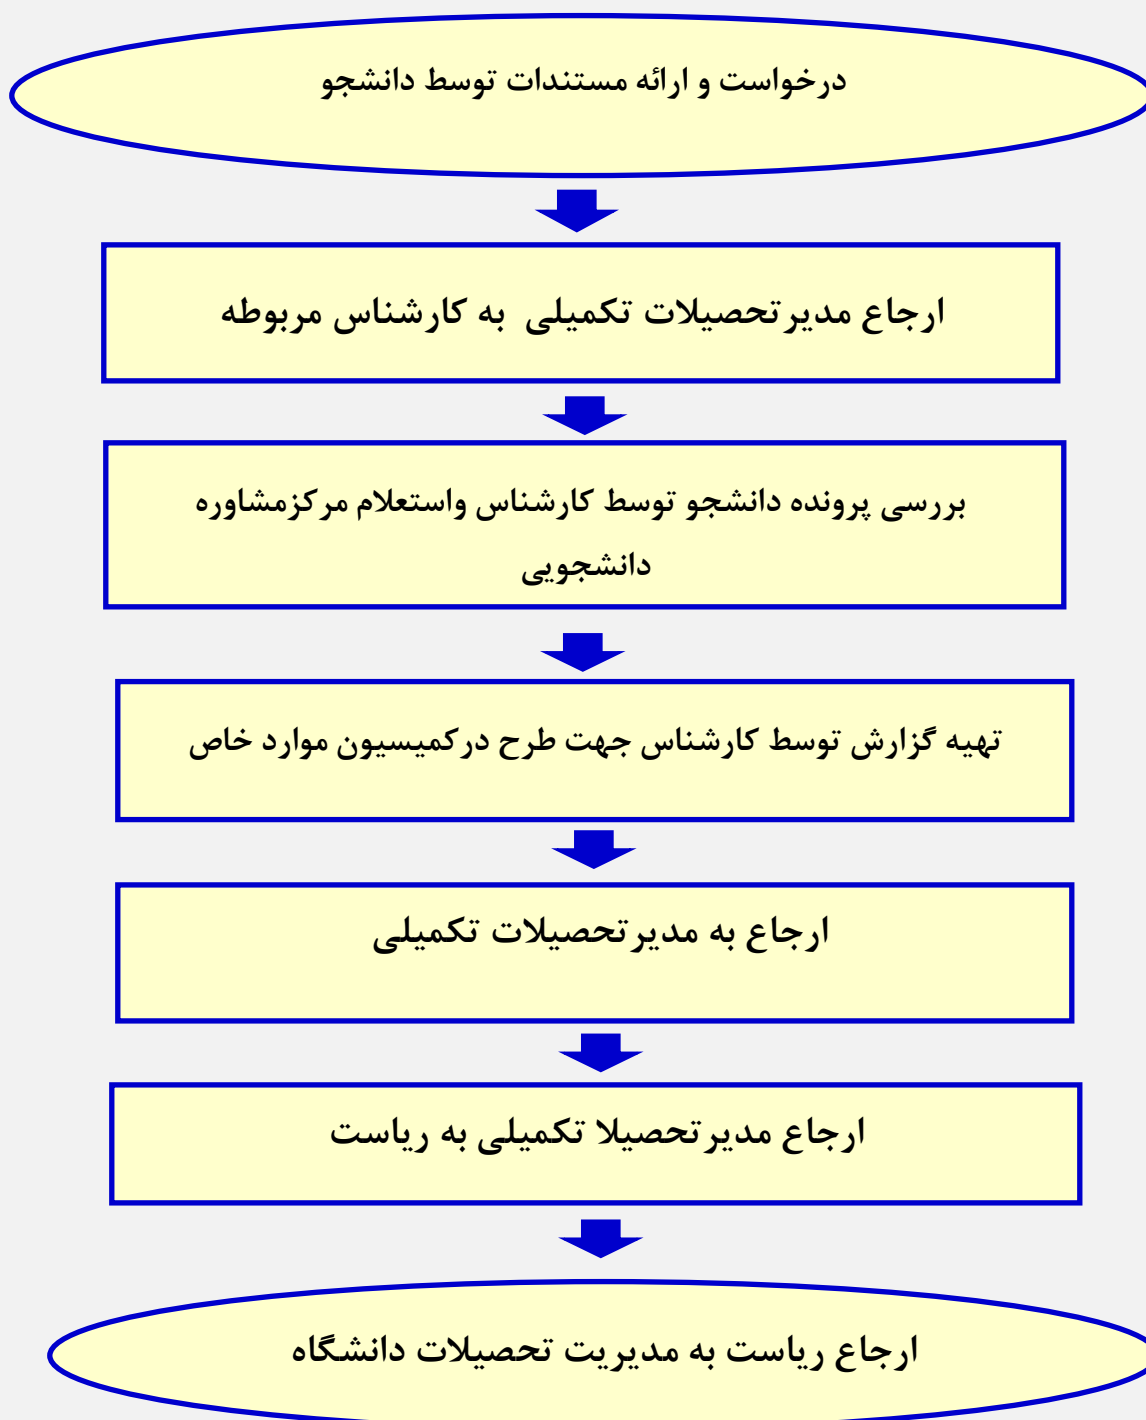 درخواست و ارائه مستندات توسط دانشجو
ارجاع مدیرتحصیلات تکمیلی به کارشناس مربوطه
بررسی پرونده دانشجو توسط کارشناس واستعلام مرکزمشاوره
دانشجویی
تهیه گزارش توسط کارشناس جهت طرح درکمیسیون موارد خاص
ارجاع به مدیرتحصیلات تکمیلی
ارجاع مدیرتحصیلا تکمیلی به ریاست
ارجاع ریاست به مدیریت تحصیلات دانشگاه